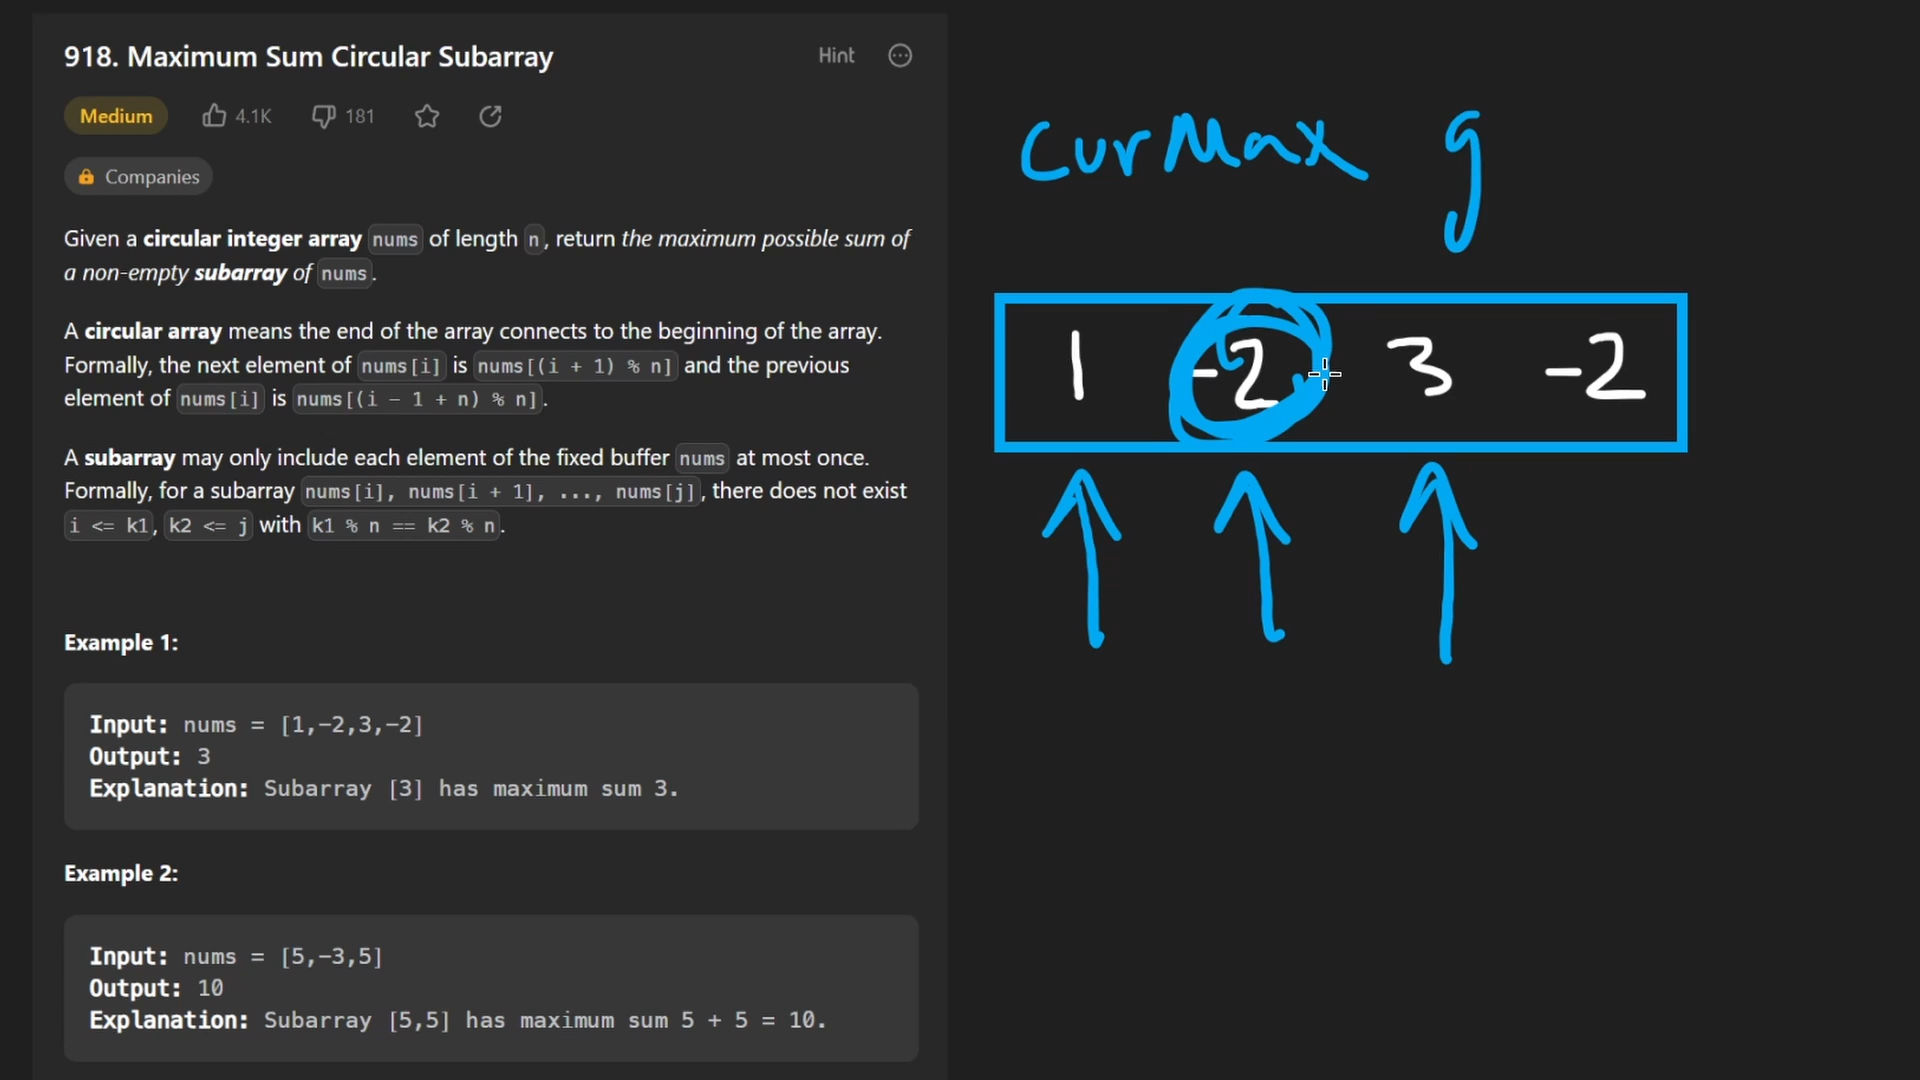 918. Maximum Sum Circular Subarray
Hint
Medium 4.1K 181
Companies
Given a circular integer array nums of length n, return the maximum possible sum of
a non-empty subarray of nums.
A circular array means the end of the array connects to the beginning of the array.
Formally, the next element of nums[i] is nums[(i + 1) % n] and the previous
element of nums[i] is nums[(i - 1 + n) % n].
A subarray may only include each element of the fixed buffer nums at most once.
Formally, for a subarray nums[i], nums[i + 1], ..., nums[j], there does not exist
i <= k1, k2 <= j with k1 % n == k2 % n.
Example 1:
Input: nums = [1,-2,3,-2]
Output: 3
Explanation: Subarray [3] has maximum sum 3.
Example 2:
Input: nums = [5,-3,5]
Output: 10
Explanation: Subarray [5,5] has maximum sum 5 + 5 = 10.
CurMax g
1 -2 3 -2